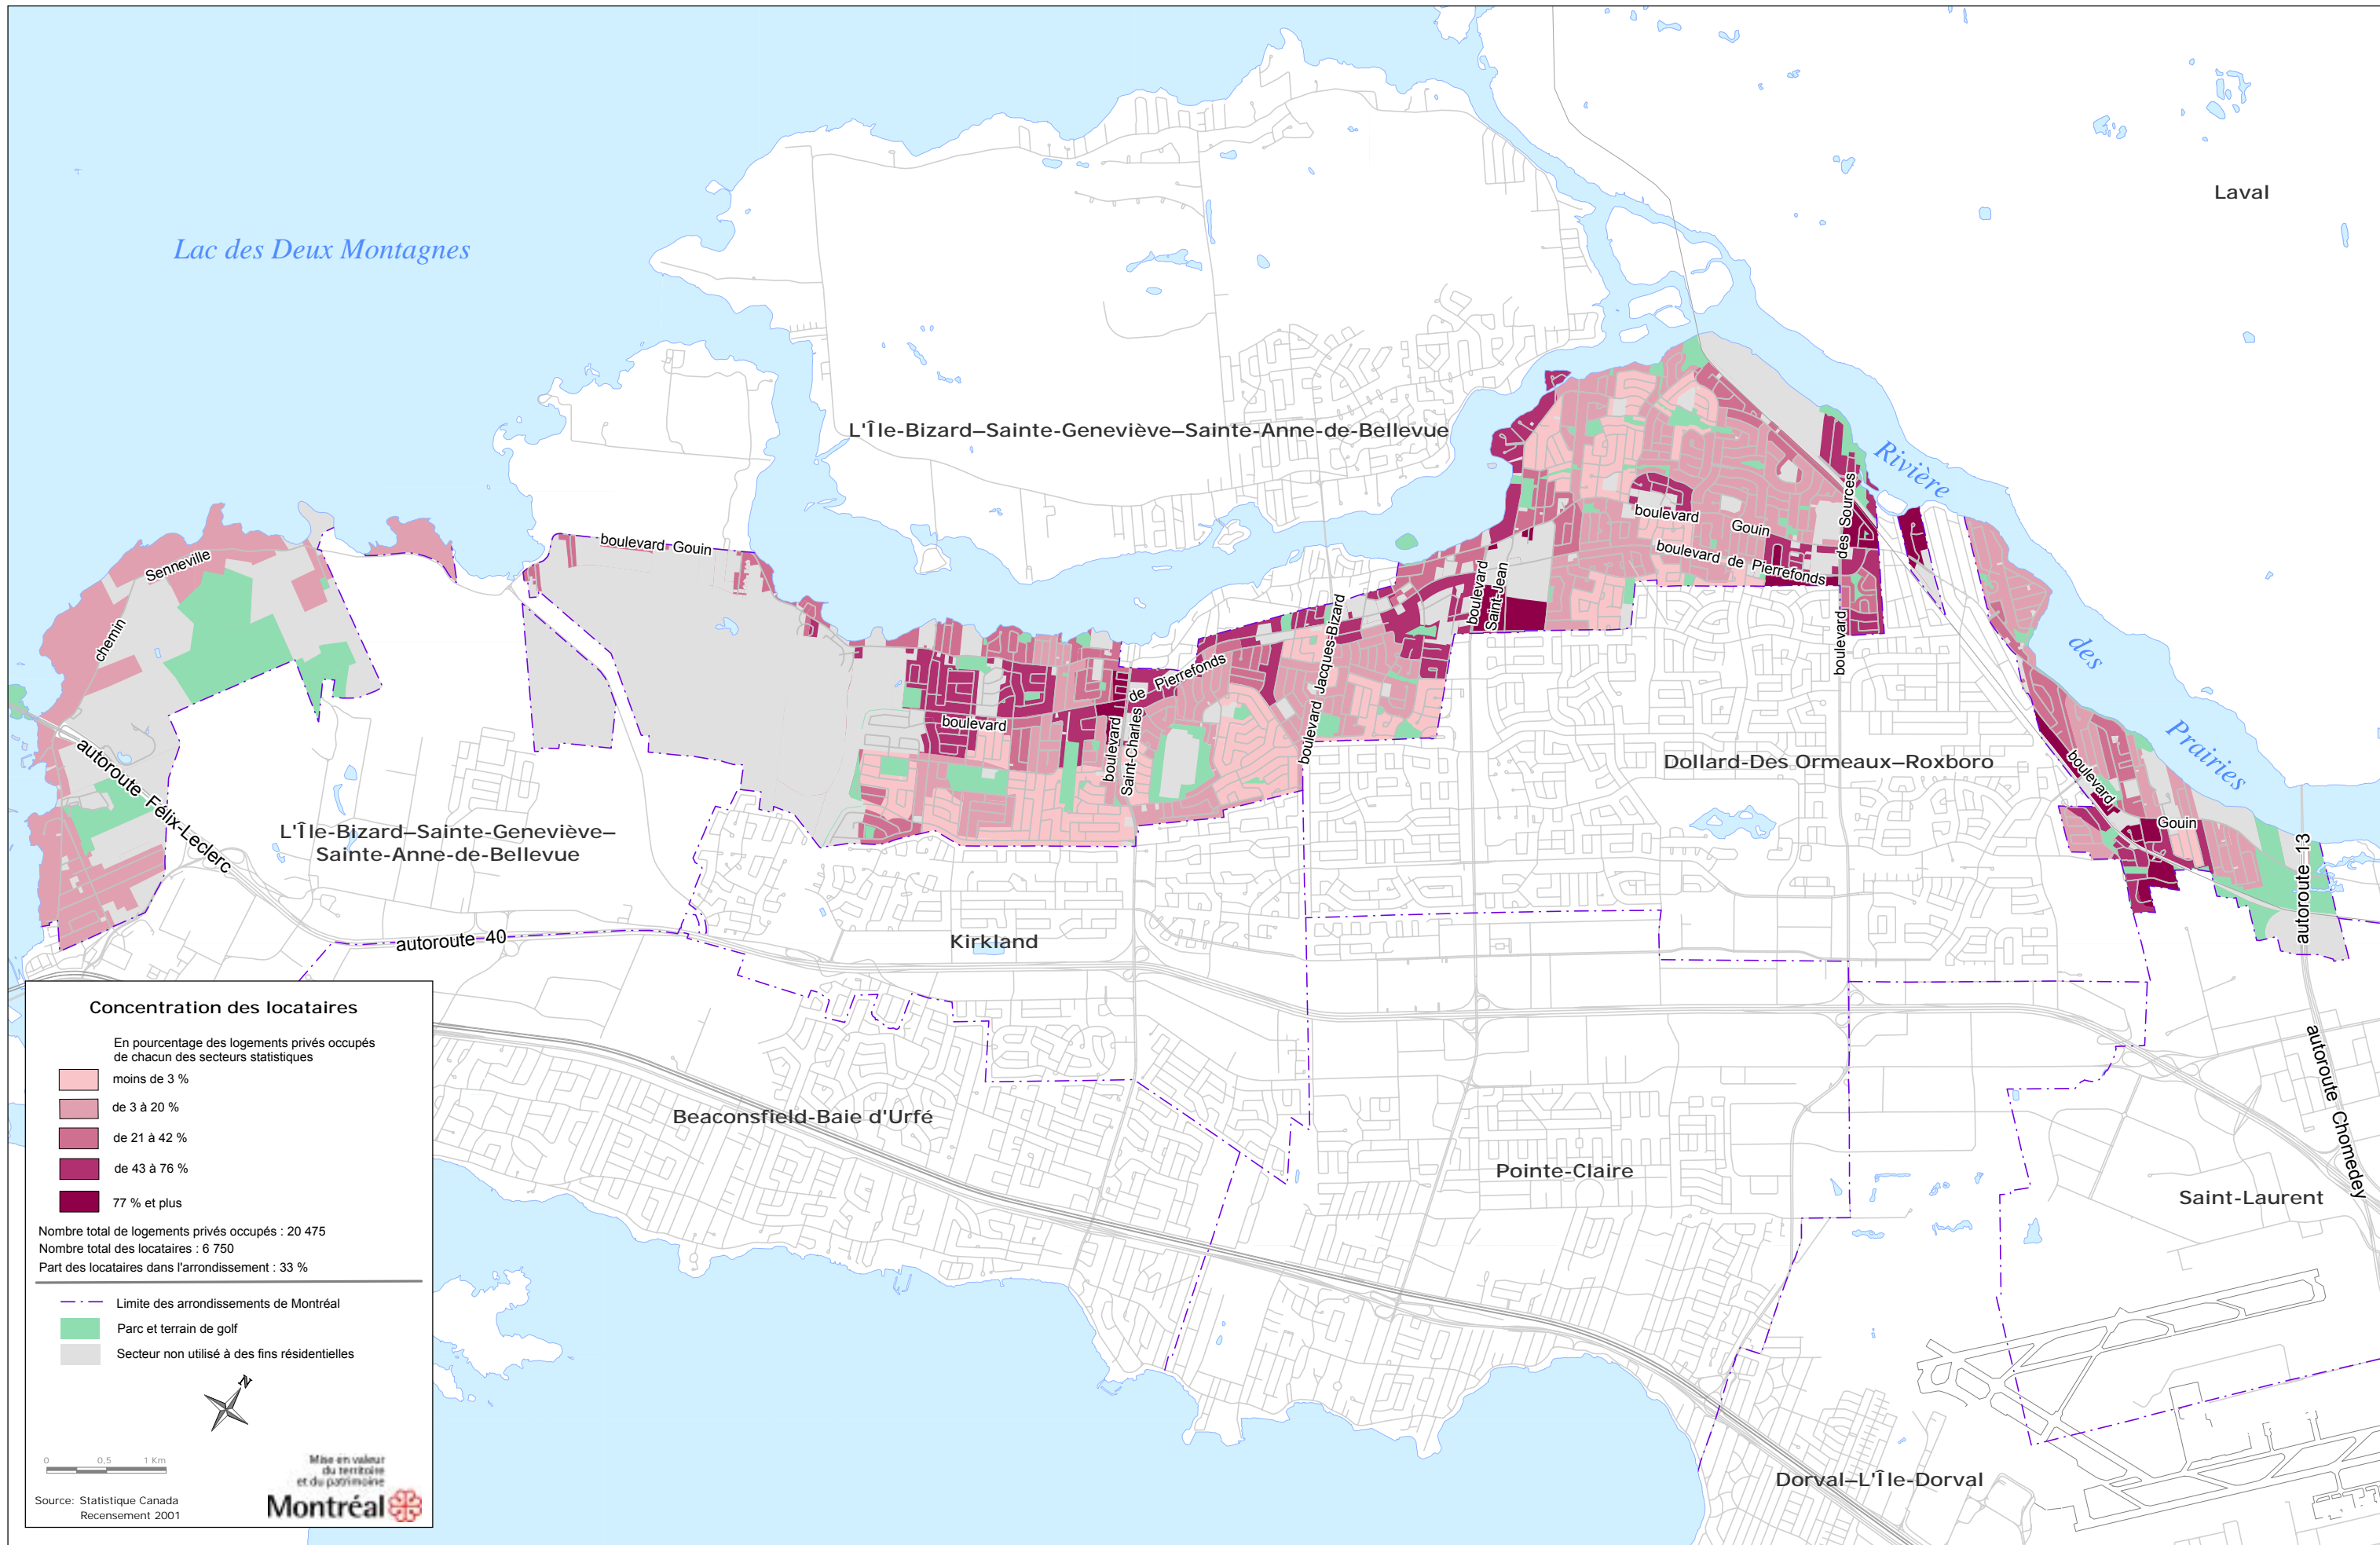 Laval
Lac des Deux Montagnes
L'Île-Bizard–Sainte-Geneviève–Sainte-Anne-de-Bellevue
Rivière
des
Prairies
boulevard Gouin
Senneville
chemin
boulevard
Gouin
des Sources
boulevard de Pierrefonds
boulevard
Saint-Jean
boulevard
Jacques-Bizard
boulevard
de Pierrefonds
boulevard
boulevard
Saint-Charles
autoroute Félix-Leclerc
L'Île-Bizard–Sainte-Geneviève–
Sainte-Anne-de-Bellevue
Dollard-Des Ormeaux–Roxboro
boulevard
Gouin
autoroute 13
autoroute 40
Kirkland
Beaconsfield-Baie d'Urfé
Pointe-Claire
autoroute Chomedey
Saint-Laurent
Dorval–L'Île-Dorval
Concentration des locataires
En pourcentage des logements privés occupés
de chacun des secteurs statistiques
moins de 3 %
de 3 à 20 %
de 21 à 42 %
de 43 à 76 %
77 % et plus
Nombre total de logements privés occupés : 20 475
Nombre total des locataires : 6 750
Part des locataires dans l'arrondissement : 33 %
Limite des arrondissements de Montréal
Parc et terrain de golf
Secteur non utilisé à des fins résidentielles
N
0 0,5 1 Km
Mise en valeur
du territoire
et du patrimoine
Montréal
Source: Statistique Canada
Recensement 2001